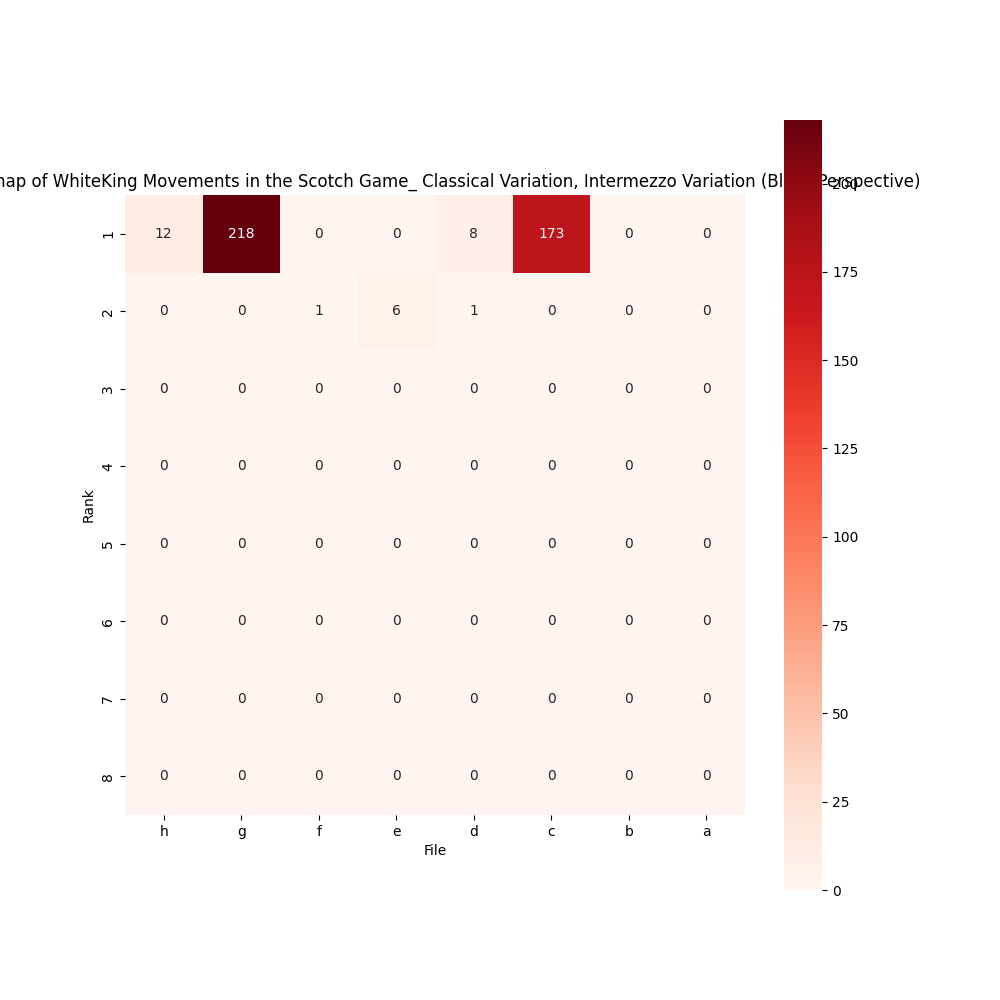 of WhiteKing Movements in the Scotch Game_ Classical Variation, Intermezzo Variation
200
1 12 218 0 0 8 173 0 0
175
2 0 0 1 6 1 0 0 0
150
3 0 0 0 0 0 0 0 0
125
4 0 0 0 0 0 0 0 0
Rank
100
5 0 0 0 0 0 0 0 0
75
6 0 0 0 0 0 0 0 0
7 0 0 0 0 0 0 0 0
50
8 0 0 0 0 0 0 0 0
25
h g f e d c b a
File
0